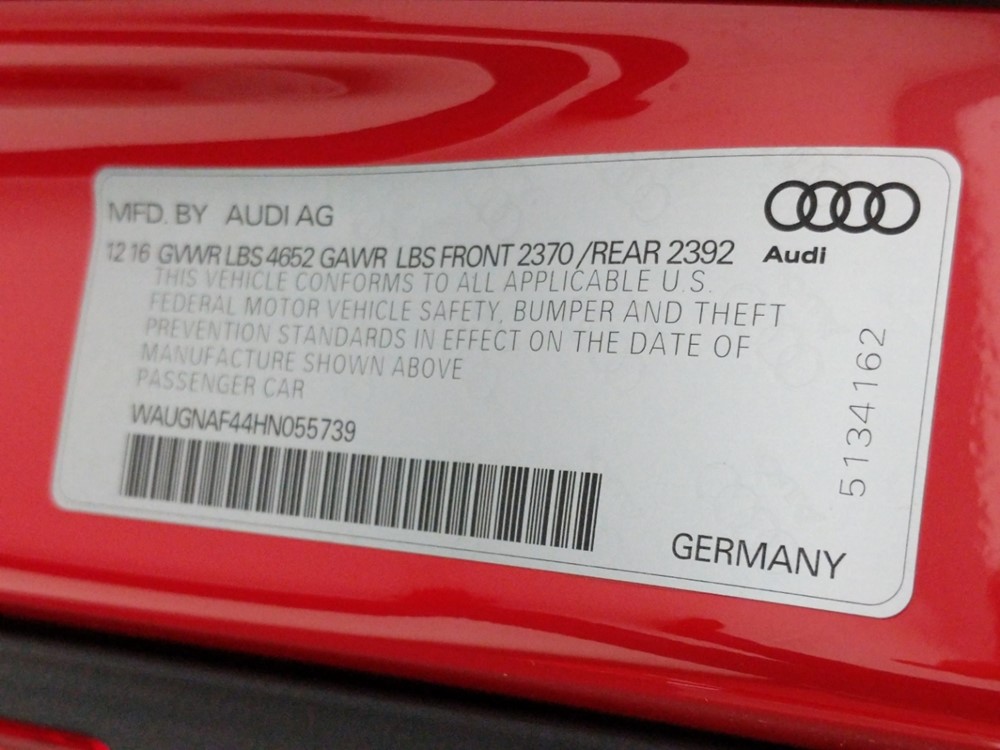 MFD. BY AUDI AG
Audi
12 16 GVWR LBS 4652 GAWR LBS FRONT 2370 /REAR 2392
THIS VEHICLE CONFORMS TO ALL APPLICABLE U.S.
FEDERAL MOTOR VEHICLE SAFETY, BUMPER AND THEFT
PREVENTION STANDARDS IN EFFECT ON THE DATE OF
MANUFACTURE SHOWN ABOVE
PASSENGER CAR
WAUGNAF44HN055739
5134162
GERMANY